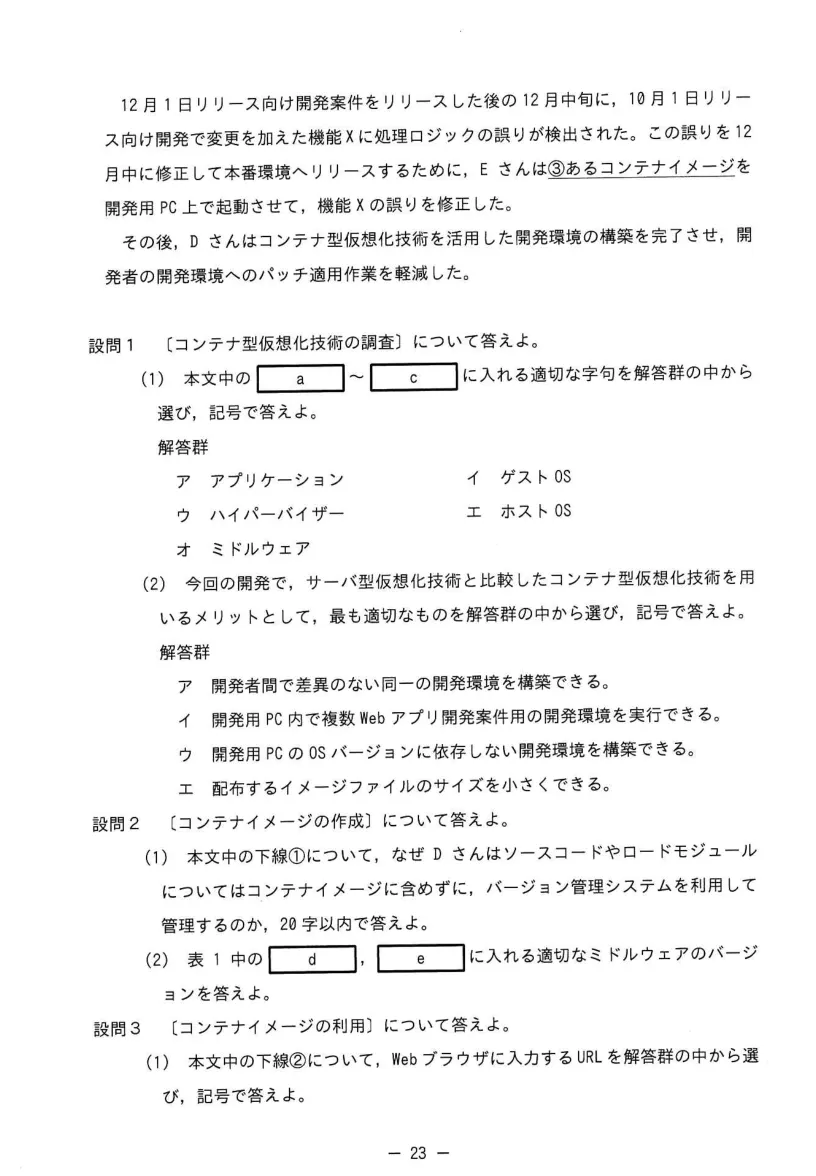 12月1日リリース向け開発案件をリリースした後の12月中旬に，10月1日リリー
ス向け開発で変更を加えた機能Xに処理ロジックの誤りが検出された。この誤りを12
月中に修正して本番環境へリリースするために，Eさんは③あるコンテナイメージを
開発用PC上で起動させて，機能Xの誤りを修正した。
その後，Dさんはコンテナ型仮想化技術を活用した開発環境の構築を完了させ，開
発者の開発環境へのパッチ適用作業を軽減した。
設問1 〔コンテナ型仮想化技術の調査〕について答えよ。
(1) 本文中の a ～ c に入れる適切な字句を解答群の中から
選び，記号で答えよ。
解答群
ア アプリケーション イ ゲストOS
ウ ハイパーバイザー エ ホストOS
オ ミドルウェア
(2) 今回の開発で，サーバ型仮想化技術と比較したコンテナ型仮想化技術を用
いるメリットとして，最も適切なものを解答群の中から選び，記号で答えよ。
解答群
ア 開発者間で差異のない同一の開発環境を構築できる。
イ 開発用PC内で複数Webアプリ開発案件用の開発環境を実行できる。
ウ 開発用PCのOSバージョンに依存しない開発環境を構築できる。
エ 配布するイメージファイルのサイズを小さくできる。
設問2 〔コンテナイメージの作成〕について答えよ。
(1) 本文中の下線①について，なぜDさんはソースコードやロードモジュール
についてはコンテナイメージに含めずに，バージョン管理システムを利用して
管理するのか，20字以内で答えよ。
(2) 表1中の d ， e に入れる適切なミドルウェアのバージ
ョンを答えよ。
設問3 〔コンテナイメージの利用〕について答えよ。
(1) 本文中の下線②について，Webブラウザに入力するURLを解答群の中から選
び，記号で答えよ。
－ 23 －